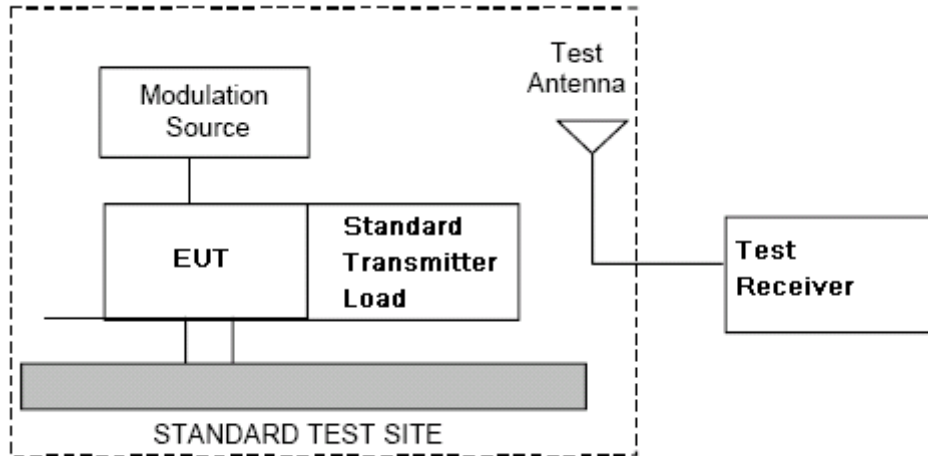 Test
Antenna
Modulation
Source
EUT
Standard
Transmitter
Load
Test
Receiver
STANDARD TEST SITE